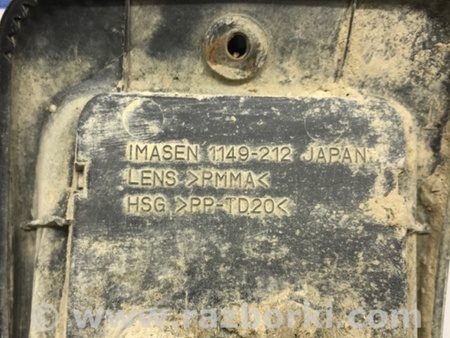 IMASEN 1149-212 JAPAN
LENS >PMMA<
HSG >PP-TD20<
© www.razborki.com